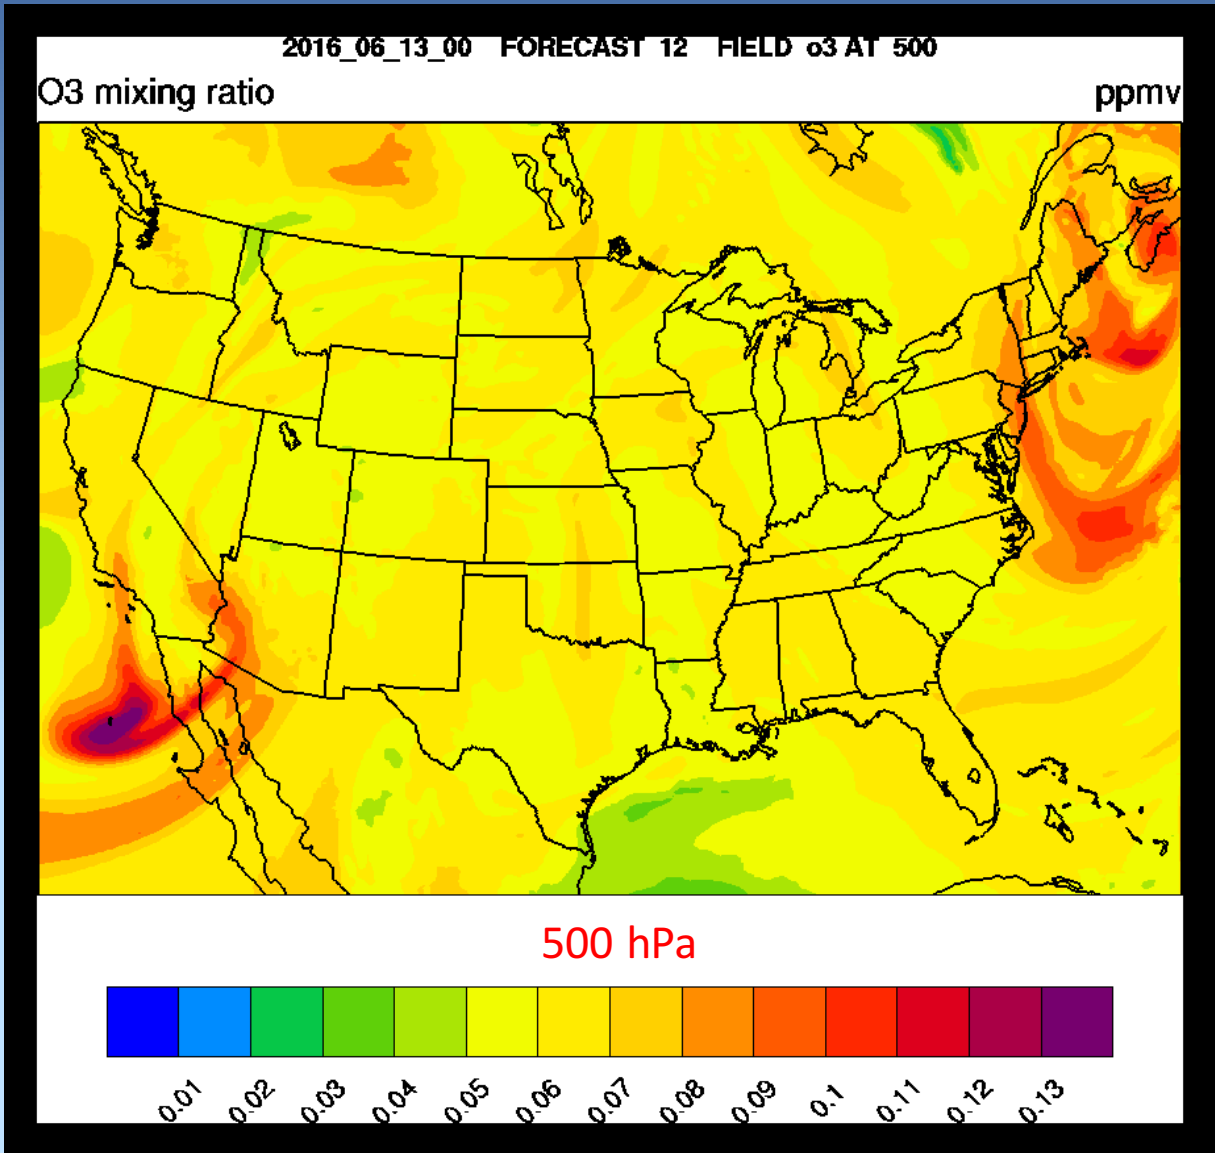 2016_06_13_00 FORECAST 12 FIELD o3 AT 500
O3 mixing ratio ppmv
500 hPa
0.01 0.02 0.03 0.04 0.05 0.06 0.07 0.08 0.09 0.1 0.11 0.12 0.13